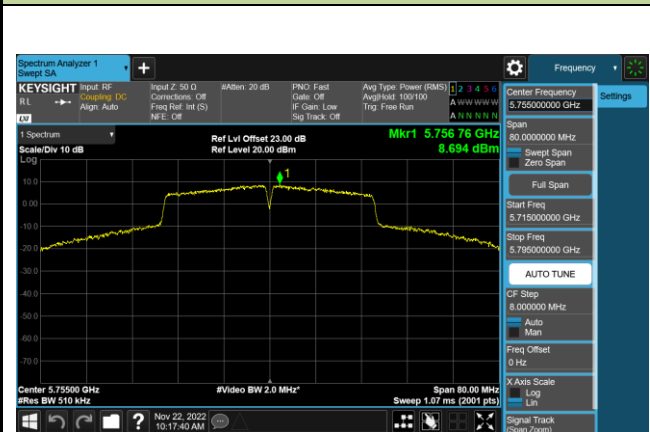 Spectrum Analyzer 1
Swept SA
+
Frequency
KEYSIGHT
RL
LXI
Input: RF
Coupling: DC
Align: Auto
Input Z: 50 Ω
Corrections: Off
Freq Ref: Int (S)
NFE: Off
#Atten: 20 dB
PNO: Fast
Gate: Off
IF Gain: Low
Sig Track: Off
Avg Type: Power (RMS)
Avg|Hold: 100/100
Trig: Free Run
1 2 3 4 5 6
A W W W W W
A N N N N N
1 Spectrum
Scale/Div 10 dB
Log
Ref Lvl Offset 23.00 dB
Ref Level 20.00 dBm
Mkr1 5.756 76 GHz
8.694 dBm
1
10.0
0.00
-10.0
-20.0
-30.0
-40.0
-50.0
-60.0
-70.0
Center 5.75500 GHz
#Res BW 510 kHz
#Video BW 2.0 MHz*
Span 80.00 MHz
Sweep 1.07 ms (2001 pts)
Nov 22, 2022
10:17:40 AM
?
Center Frequency
5.755000000 GHz
Span
80.0000000 MHz
Swept Span
Zero Span
Full Span
Start Freq
5.715000000 GHz
Stop Freq
5.795000000 GHz
AUTO TUNE
CF Step
8.000000 MHz
Auto
Man
Freq Offset
0 Hz
X Axis Scale
Log
Lin
Signal Track
(Span Zoom)
Settings